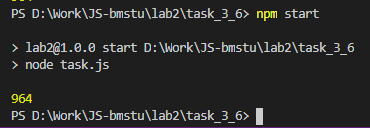 PS D:\Work\JS-bmstu\lab2\task_3_6> npm start
> lab2@1.0.0 start D:\Work\JS-bmstu\lab2\task_3_6
> node task.js
964
PS D:\Work\JS-bmstu\lab2\task_3_6>